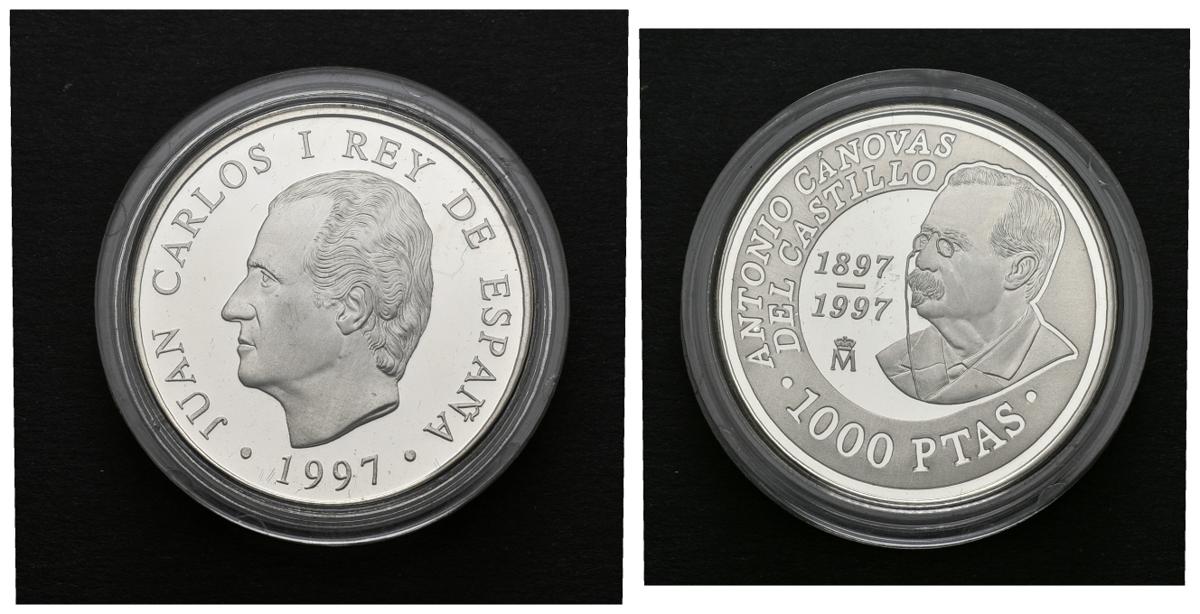 JUAN CARLOS I REY DE ESPAÑA
• 1997 •
ANTONIO CÁNOVAS
DEL CASTILLO
1897
1997
M
• 1000 PTAS •